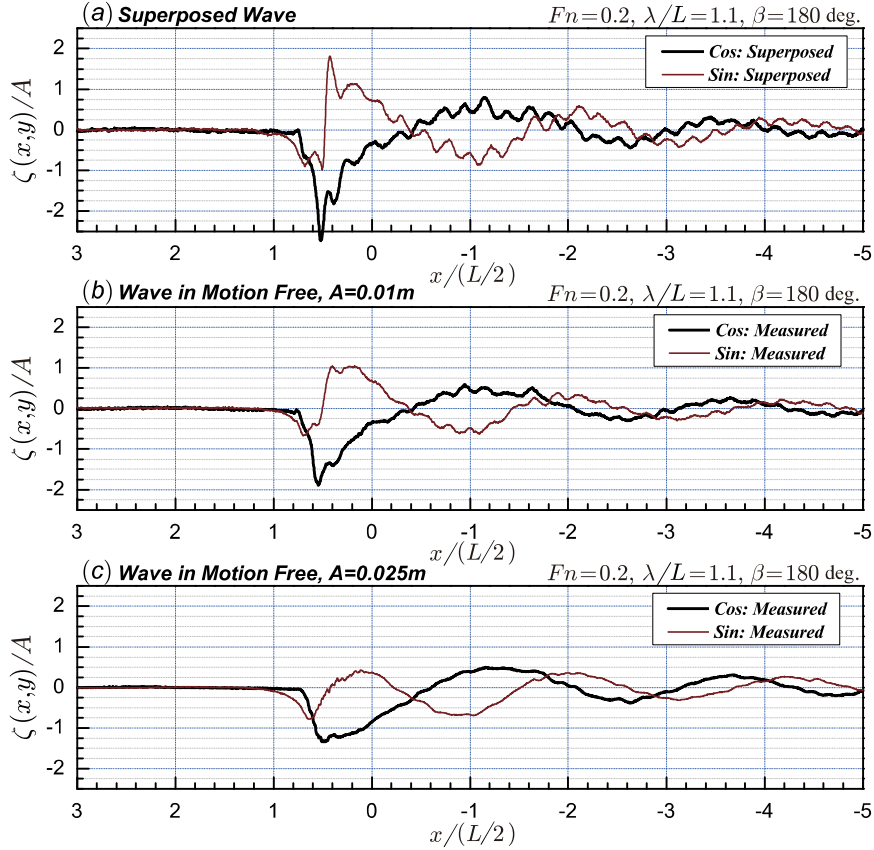 (a) Superposed Wave Fn=0.2, λ/L=1.1, β=180 deg.
Cos: Superposed
Sin: Superposed
ζ(x,y)/A
2
1
0
-1
-2
3 2 1 0 -1 -2 -3 -4 -5
x/(L/2)
(b) Wave in Motion Free, A=0.01m Fn=0.2, λ/L=1.1, β=180 deg.
Cos: Measured
Sin: Measured
ζ(x,y)/A
2
1
0
-1
-2
3 2 1 0 -1 -2 -3 -4 -5
x/(L/2)
(c) Wave in Motion Free, A=0.025m Fn=0.2, λ/L=1.1, β=180 deg.
Cos: Measured
Sin: Measured
ζ(x,y)/A
2
1
0
-1
-2
3 2 1 0 -1 -2 -3 -4 -5
x/(L/2)